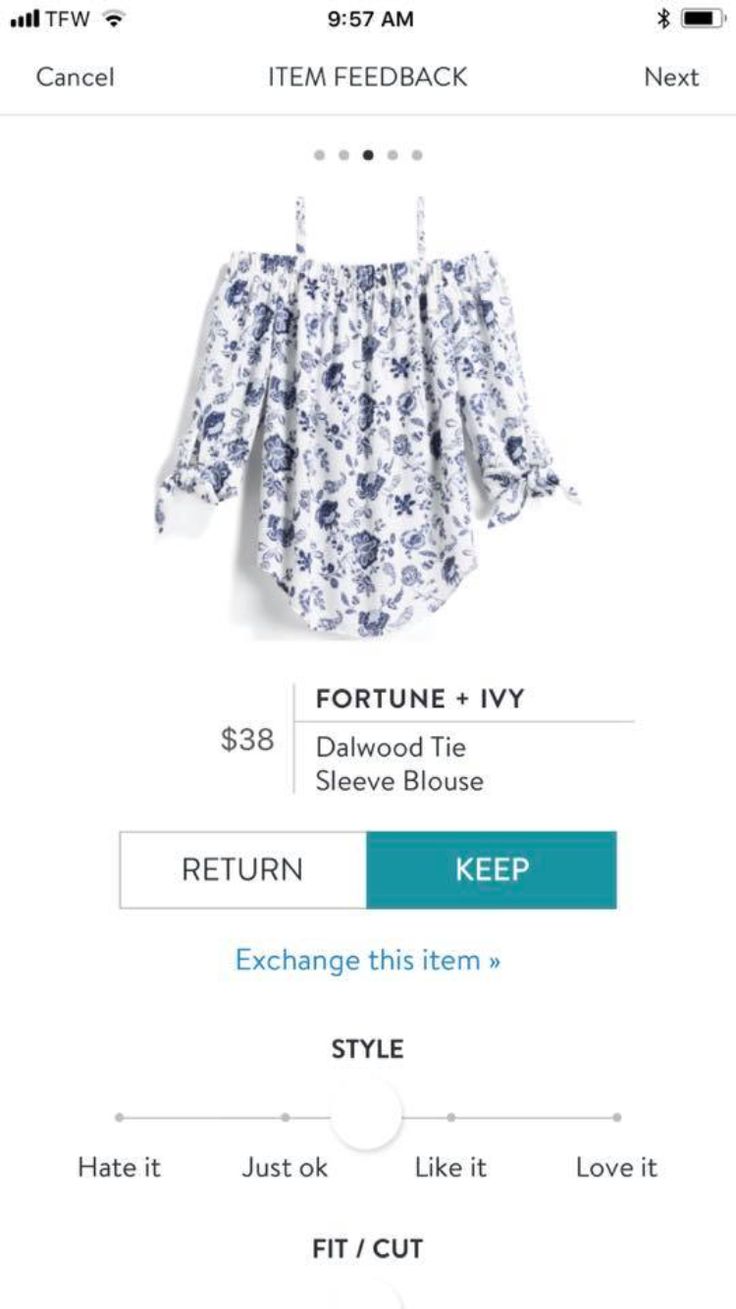 TFW 9:57 AM
Cancel ITEM FEEDBACK Next
FORTUNE + IVY
$38
Dalwood Tie
Sleeve Blouse
RETURN KEEP
Exchange this item »
STYLE
Hate it Just ok Like it Love it
FIT / CUT